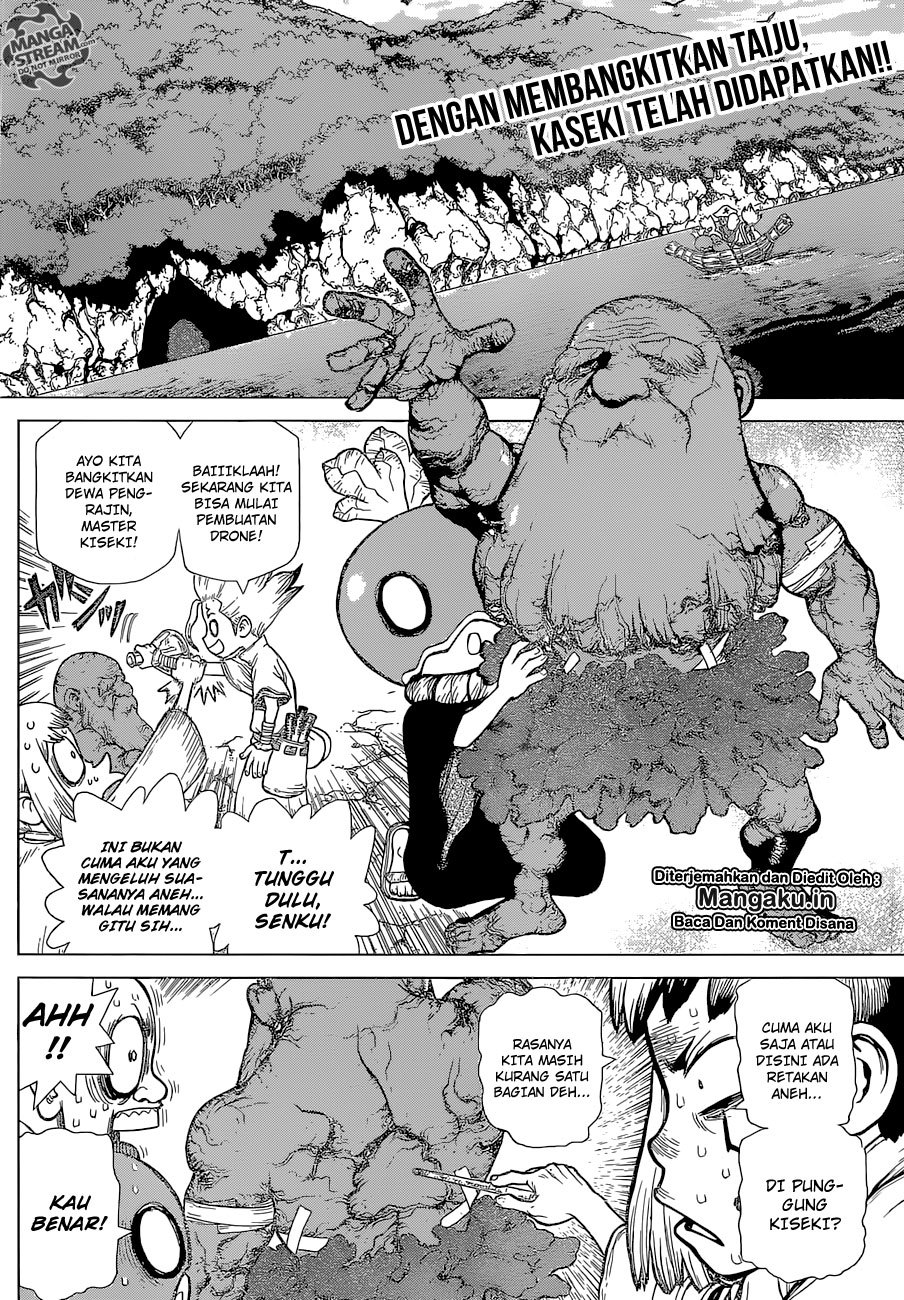 MANGA
STREAM.com
DO NOT MIRROR
DENGAN MEMBANGKITKAN TAIJU,
KASEKI TELAH DIDAPATKAN!!
BAIIIKLAAH!
SEKARANG KITA
BISA MULAI
PEMBUATAN
DRONE!
AYO KITA
BANGKITKAN
DEWA PENG-
RAJIN,
MASTER
KISEKI!
T...
TUNGGU
DULU,
SENKU!
INI BUKAN
CUMA AKU YANG
MENGELUH SUA-
SANANYA ANEH...
WALAU MEMANG
GITU SIH...
Diterjemahkan dan Diedit Oleh:
Mangaku.in
Baca Dan Koment Disana
CUMA AKU
SAJA ATAU
DISINI ADA
RETAKAN
ANEH...
DI PUNG-
GUNG
KISEKI?
RASANYA
KITA MASIH
KURANG SATU
BAGIAN DEH...
AHH
!!
KAU
BENAR!